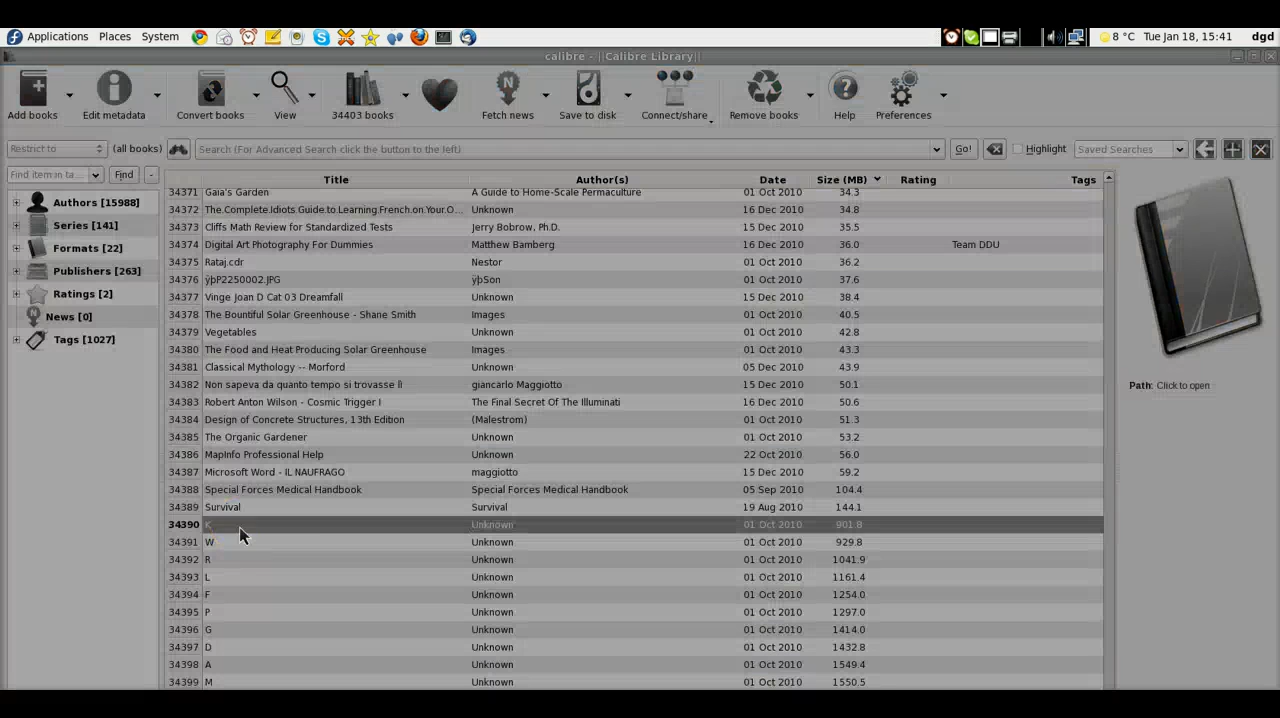 Applications Places System 8 °C Tue Jan 18, 15:41 dgd
calibre - ||Calibre Library||
Add books Edit metadata Convert books View 34403 books Fetch news Save to disk Connect/share Remove books Help Preferences
Restrict to (all books) Search (For Advanced Search click the button to the left) Go! Highlight Saved Searches
Find item in ta... Find -
Title Author(s) Date Size (MB) Rating Tags
Authors [15988]
Series [141]
Formats [22]
Publishers [263]
Ratings [2]
News [0]
Tags [1027]
34371 Gaia's Garden A Guide to Home-Scale Permaculture 01 Oct 2010 34.3
34372 The.Complete.Idiots.Guide.to.Learning.French.on.Your.O... Unknown 16 Dec 2010 34.8
34373 Cliffs Math Review for Standardized Tests Jerry Bobrow, Ph.D. 15 Dec 2010 35.5
34374 Digital Art Photography For Dummies Matthew Bamberg 16 Dec 2010 36.0 Team DDU
34375 Rataj.cdr Nestor 01 Oct 2010 36.2
34376 ÿþP2250002.JPG ÿþSon 01 Oct 2010 37.6
34377 Vinge Joan D Cat 03 Dreamfall Unknown 15 Dec 2010 38.4
34378 The Bountiful Solar Greenhouse - Shane Smith Images 01 Oct 2010 40.5
34379 Vegetables Unknown 01 Oct 2010 42.8
34380 The Food and Heat Producing Solar Greenhouse Images 01 Oct 2010 43.3
34381 Classical Mythology -- Morford Unknown 05 Dec 2010 43.9
34382 Non sapeva da quanto tempo si trovasse lì giancarlo Maggiotto 15 Dec 2010 50.1
34383 Robert Anton Wilson - Cosmic Trigger I The Final Secret Of The Illuminati 16 Dec 2010 50.6
34384 Design of Concrete Structures, 13th Edition (Malestrom) 01 Oct 2010 51.3
34385 The Organic Gardener Unknown 01 Oct 2010 53.2
34386 MapInfo Professional Help Unknown 22 Oct 2010 56.0
34387 Microsoft Word - IL NAUFRAGO maggiotto 15 Dec 2010 59.2
34388 Special Forces Medical Handbook Special Forces Medical Handbook 05 Sep 2010 104.4
34389 Survival Survival 19 Aug 2010 144.1
34390 K Unknown 01 Oct 2010 901.8
34391 W Unknown 01 Oct 2010 929.8
34392 R Unknown 01 Oct 2010 1041.9
34393 L Unknown 01 Oct 2010 1161.4
34394 F Unknown 01 Oct 2010 1254.0
34395 P Unknown 01 Oct 2010 1297.0
34396 G Unknown 01 Oct 2010 1414.0
34397 D Unknown 01 Oct 2010 1432.8
34398 A Unknown 01 Oct 2010 1549.4
34399 M Unknown 01 Oct 2010 1550.5
Path: Click to open